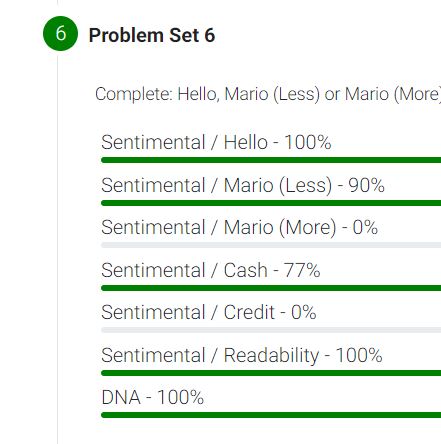 6 Problem Set 6
Complete: Hello, Mario (Less) or Mario (More)
Sentimental / Hello - 100%
Sentimental / Mario (Less) - 90%
Sentimental / Mario (More) - 0%
Sentimental / Cash - 77%
Sentimental / Credit - 0%
Sentimental / Readability - 100%
DNA - 100%